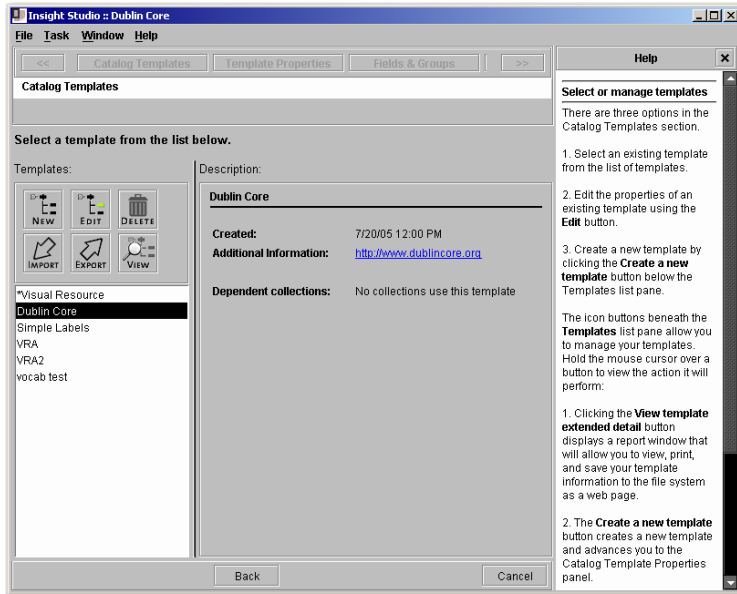 Insight Studio :: Dublin Core
File Task Window Help
<< Catalog Templates Template Properties Fields & Groups >>
Catalog Templates
Select a template from the list below.
Templates:
NEW EDIT DELETE
IMPORT EXPORT VIEW
*Visual Resource
Dublin Core
Simple Labels
VRA
VRA2
vocab test
Description:
Dublin Core
Created: 7/20/05 12:00 PM
Additional Information: http://www.dublincore.org
Dependent collections: No collections use this template
Back Cancel
Help
Select or manage templates
There are three options in the
Catalog Templates section.
1. Select an existing template
from the list of templates.
2. Edit the properties of an
existing template using the
Edit button.
3. Create a new template by
clicking the Create a new
template button below the
Templates list pane.
The icon buttons beneath the
Templates list pane allow you
to manage your templates.
Hold the mouse cursor over a
button to view the action it will
perform:
1. Clicking the View template
extended detail button
displays a report window that
will allow you to view, print,
and save your template
information to the file system
as a web page.
2. The Create a new template
button creates a new template
and advances you to the
Catalog Template Properties
panel.